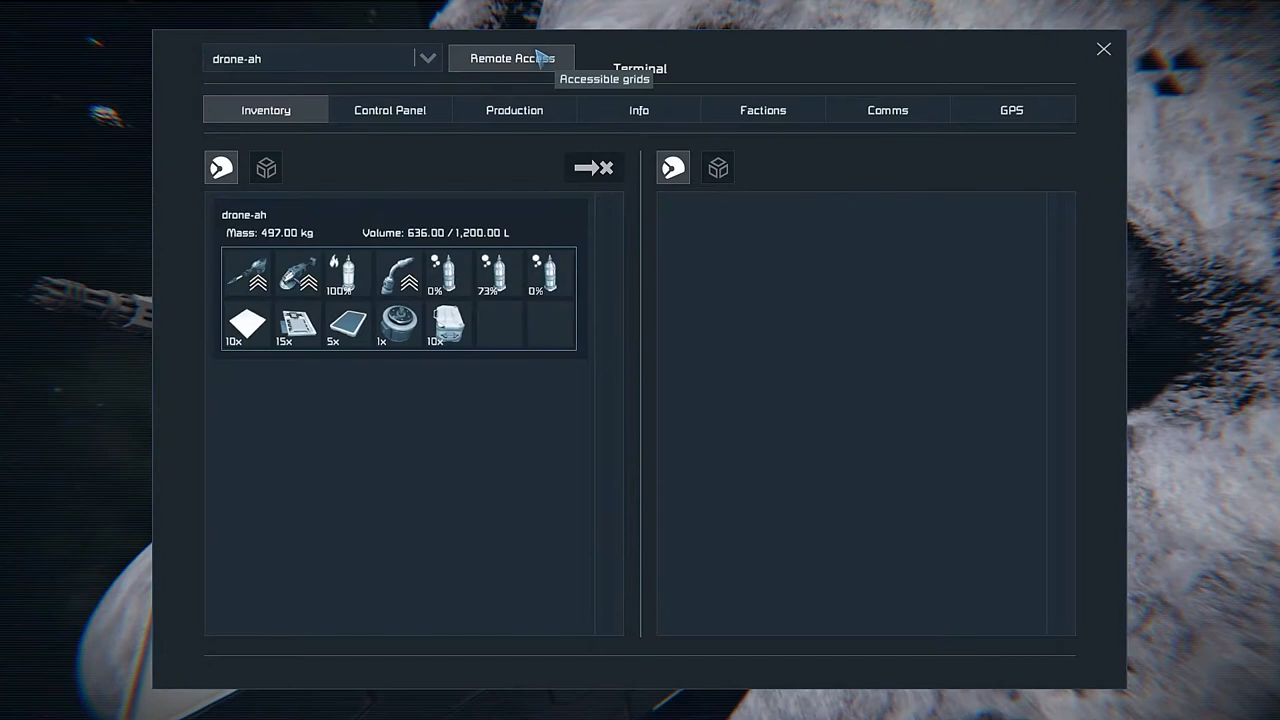 drone-ah
Remote Access
Terminal
Accessible grids
Inventory
Control Panel
Production
Info
Factions
Comms
GPS
drone-ah
Mass: 497.00 kg
Volume: 636.00 / 1,200.00 L
100%
0%
73%
0%
10x
15x
5x
1x
10x